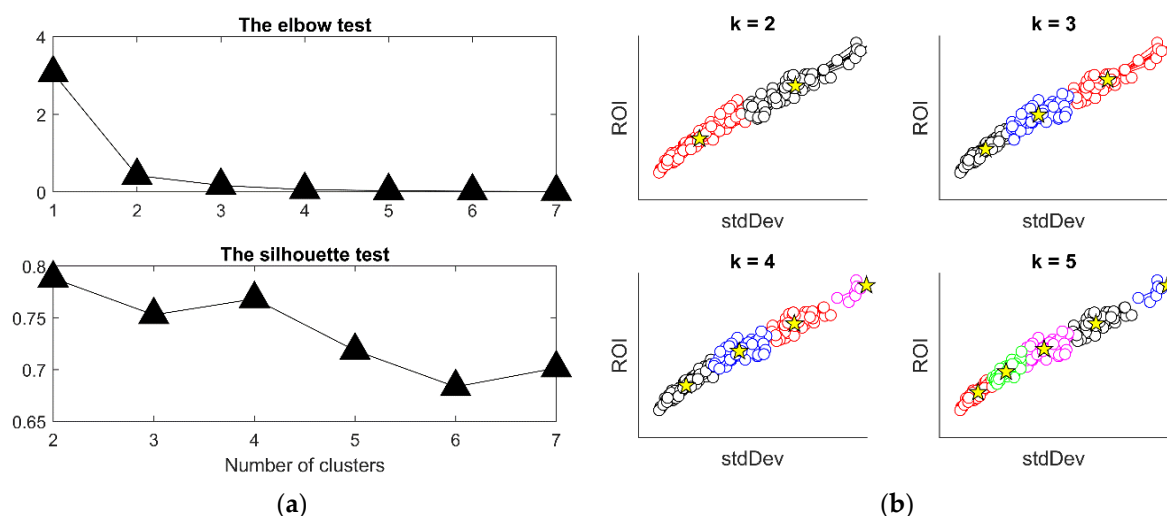 The elbow test
4
2
0
1 2 3 4 5 6 7
The silhouette test
0.8
0.75
0.7
0.65
2 3 4 5 6 7
Number of clusters
(a)
k = 2
ROI
stdDev
k = 3
ROI
stdDev
k = 4
ROI
stdDev
k = 5
ROI
stdDev
(b)